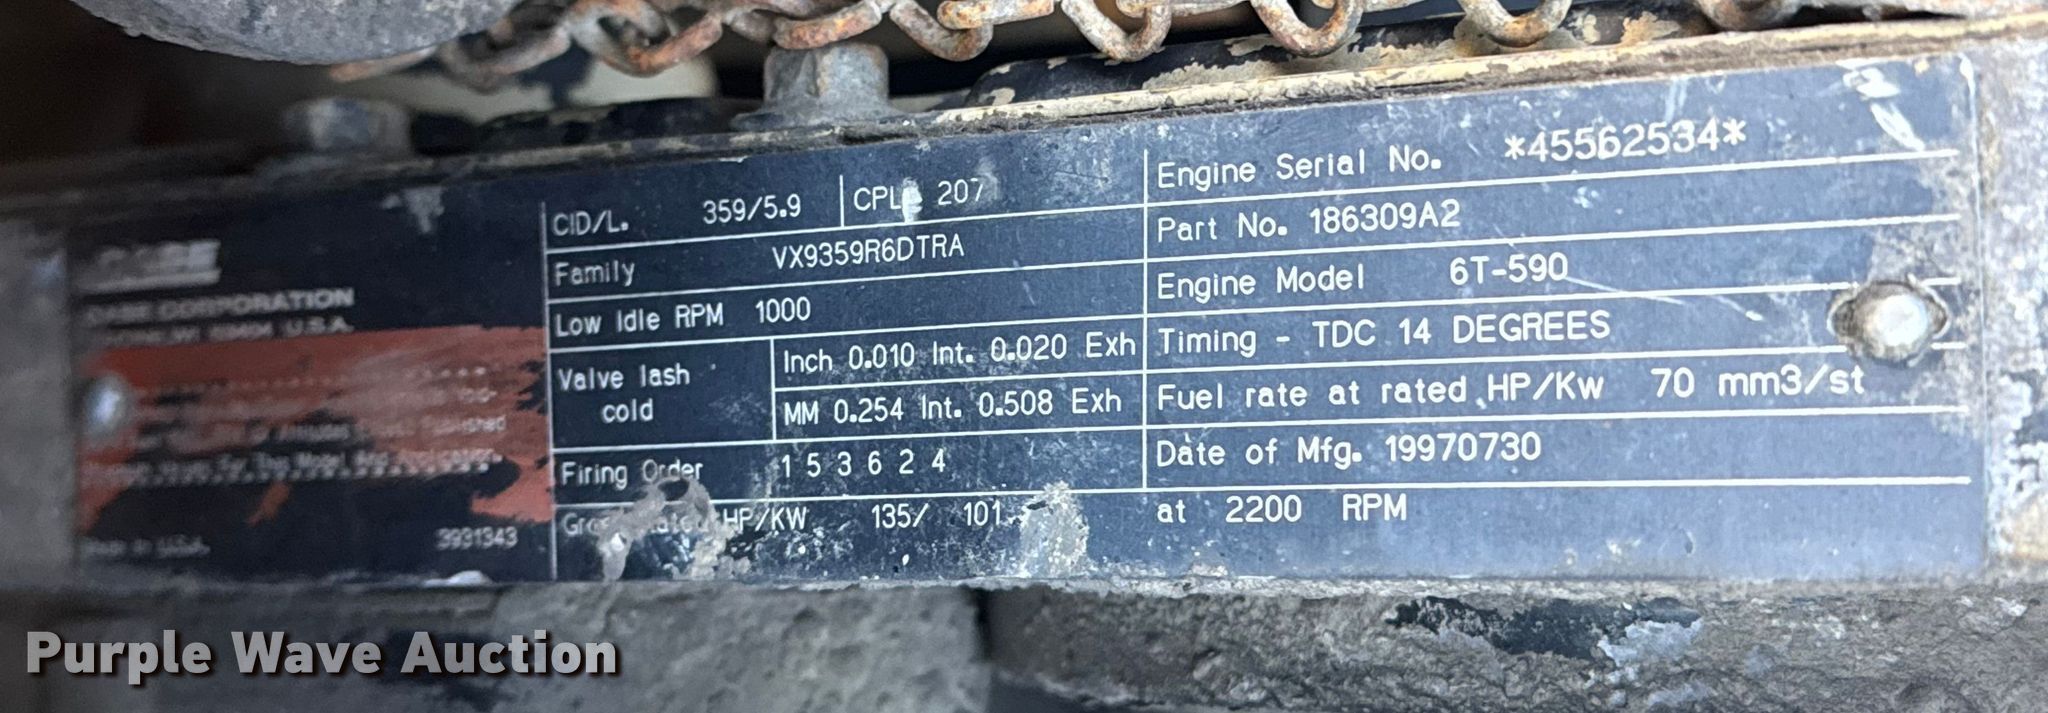 CASE
CASE CORPORATION
U.S.A.
3931343
CID/L. 359/5.9 CPL 207
Family VX9359R6DTRA
Low Idle RPM 1000
Valve lash cold
Inch 0.010 Int. 0.020 Exh
MM 0.254 Int. 0.508 Exh
Firing Order 1 5 3 6 2 4
HP/KW 135/ 101 at 2200 RPM
Engine Serial No. *45562534*
Part No. 186309A2
Engine Model 6T-590
Timing - TDC 14 DEGREES
Fuel rate at rated HP/Kw 70 mm3/st
Date of Mfg. 19970730
Purple Wave Auction